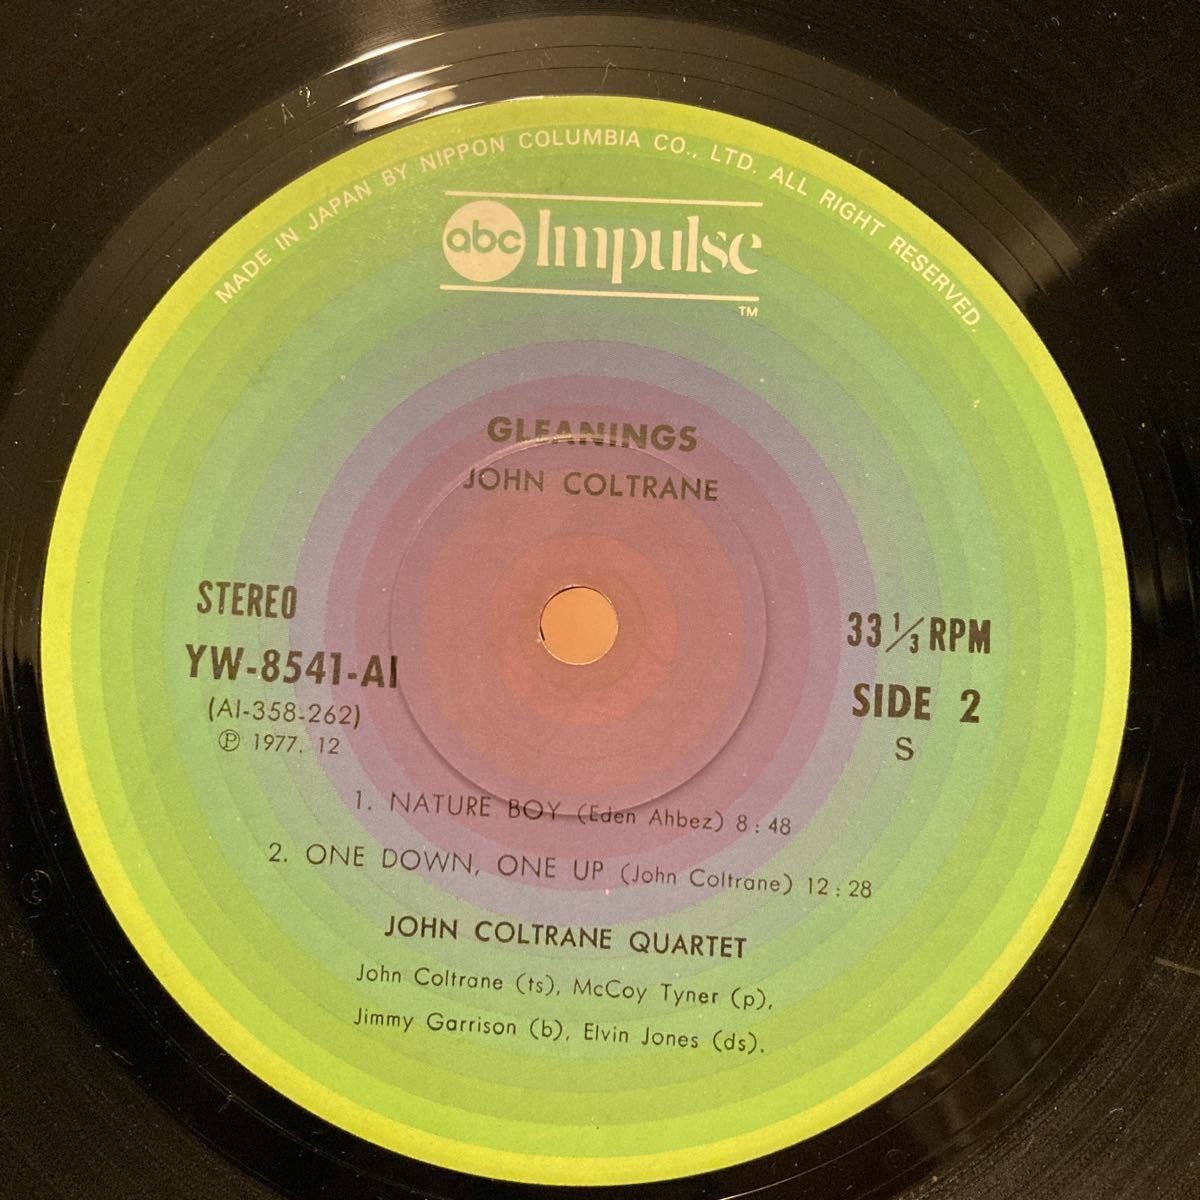 A2
MADE IN JAPAN BY NIPPON COLUMBIA CO., LTD. ALL RIGHT RESERVED.
abc Impulse
TM
GLEANINGS
JOHN COLTRANE
STEREO
YW-8541-AI
(AI-358-262)
Ⓟ 1977. 12
33 1/3 RPM
SIDE 2
S
1. NATURE BOY (Eden Ahbez) 8:48
2. ONE DOWN, ONE UP (John Coltrane) 12:28
JOHN COLTRANE QUARTET
John Coltrane (ts), McCoy Tyner (p),
Jimmy Garrison (b), Elvin Jones (ds).